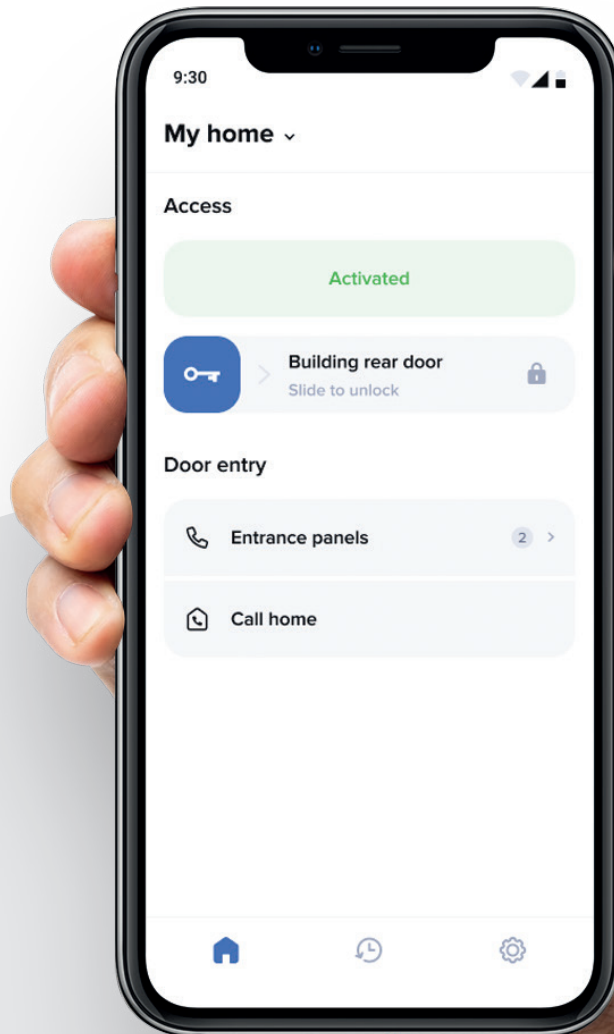 9:30
My home
Access
Activated
Building rear door
Slide to unlock
Door entry
Entrance panels
2
Call home